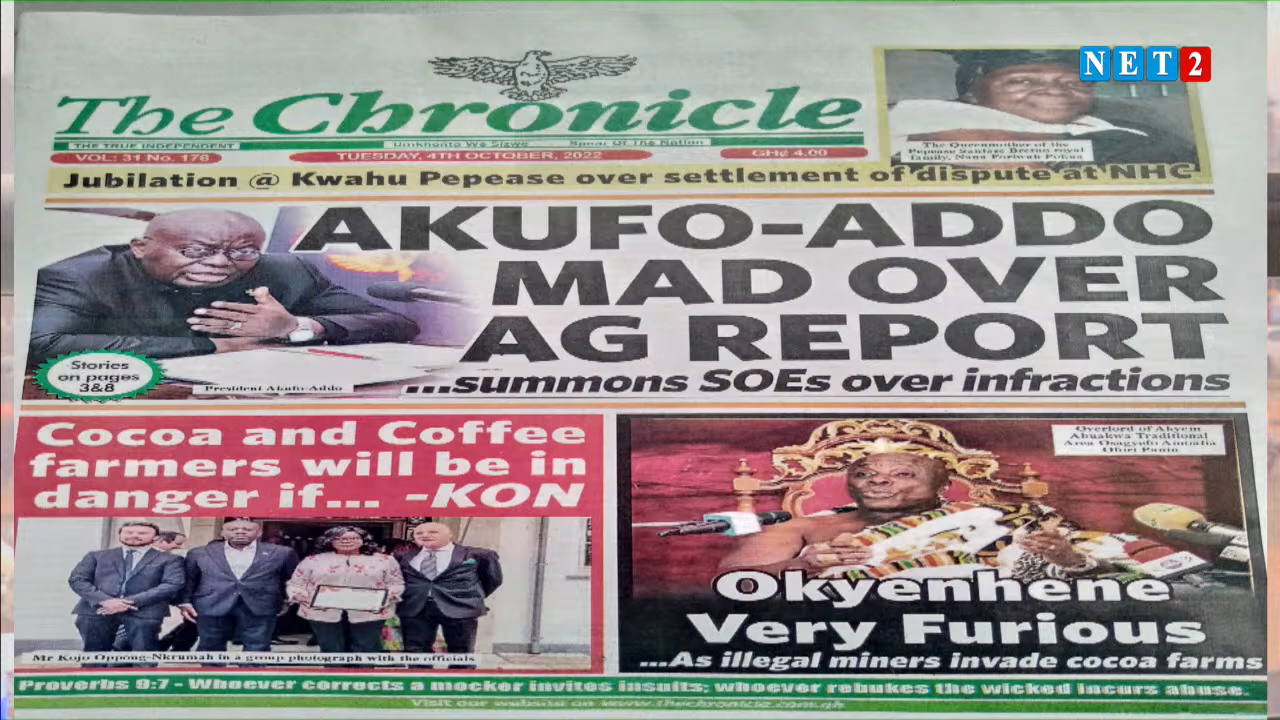 NET2
The Chronicle
THE TRUE INDEPENDENT
Umkhonto We Sizwe Spear Of The Nation
VOL: 31 No. 178
TUESDAY, 4TH OCTOBER, 2022
GH¢ 4.00
The Queenmother of the
Pepease
royal
family, Nana
Jubilation @ Kwahu Pepease over settlement of dispute at NHC
AKUFO-ADDO
MAD OVER
AG REPORT
...summons SOEs over infractions
Stories
on pages
3&8
President Akufo-Addo
Cocoa and Coffee
farmers will be in
danger if... -KON
Mr Kojo Oppong-Nkrumah in a group photograph with the officials
Overlord of Akyem
Abuakwa Traditional
Area Osagyefo Amoatia
Ofori Panin
Okyenhene
Very Furious
...As illegal miners invade cocoa farms
Proverbs 9:7 - Whoever corrects a mocker invites insults; whoever rebukes the wicked incurs abuse.
Visit our website on www.thechronicle.com.gh